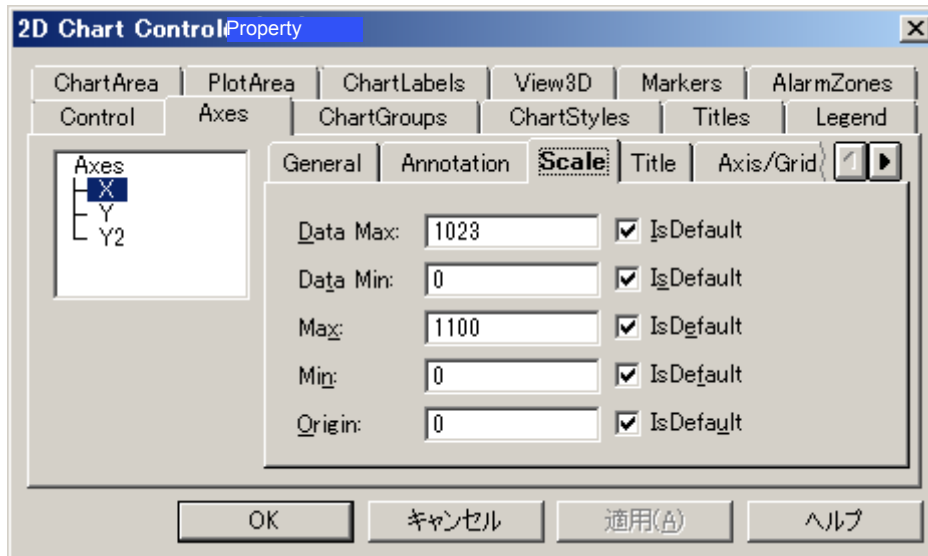 2D Chart Control Property
ChartArea PlotArea ChartLabels View3D Markers AlarmZones
Control Axes ChartGroups ChartStyles Titles Legend
General Annotation Scale Title Axis/Grid
Axes
X
Y
Y2
Data Max: 1023 IsDefault
Data Min: 0 IsDefault
Max: 1100 IsDefault
Min: 0 IsDefault
Origin: 0 IsDefault
OK キャンセル 適用(A) ヘルプ